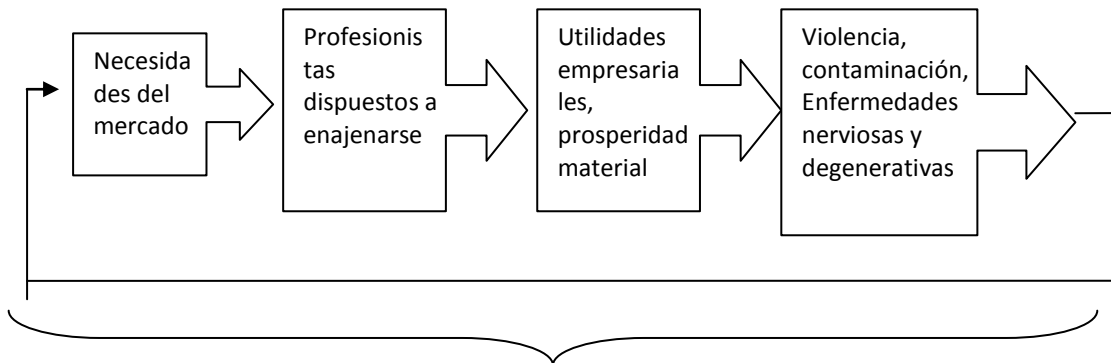 Necesida
des del
mercado
Profesionis
tas
dispuestos a
enajenarse
Utilidades
empresaria
les,
prosperidad
material
Violencia,
contaminación,
Enfermedades
nerviosas y
degenerativas